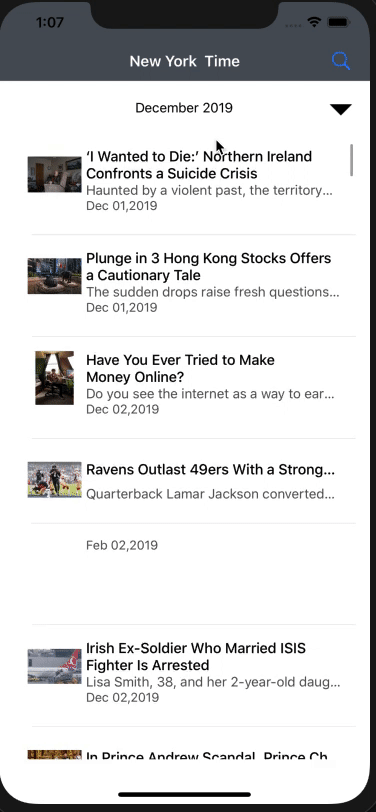 1:07
New York Time
December 2019
‘I Wanted to Die:’ Northern Ireland
Confronts a Suicide Crisis
Haunted by a violent past, the territory...
Dec 01,2019
Plunge in 3 Hong Kong Stocks Offers
a Cautionary Tale
The sudden drops raise fresh questions...
Dec 01,2019
Have You Ever Tried to Make
Money Online?
Do you see the internet as a way to ear...
Dec 02,2019
Ravens Outlast 49ers With a Strong...
Quarterback Lamar Jackson converted...
Feb 02,2019
Irish Ex-Soldier Who Married ISIS
Fighter Is Arrested
Lisa Smith, 38, and her 2-year-old daug...
Dec 02,2019
In Prince Andrew Scandal, Prince Ch...